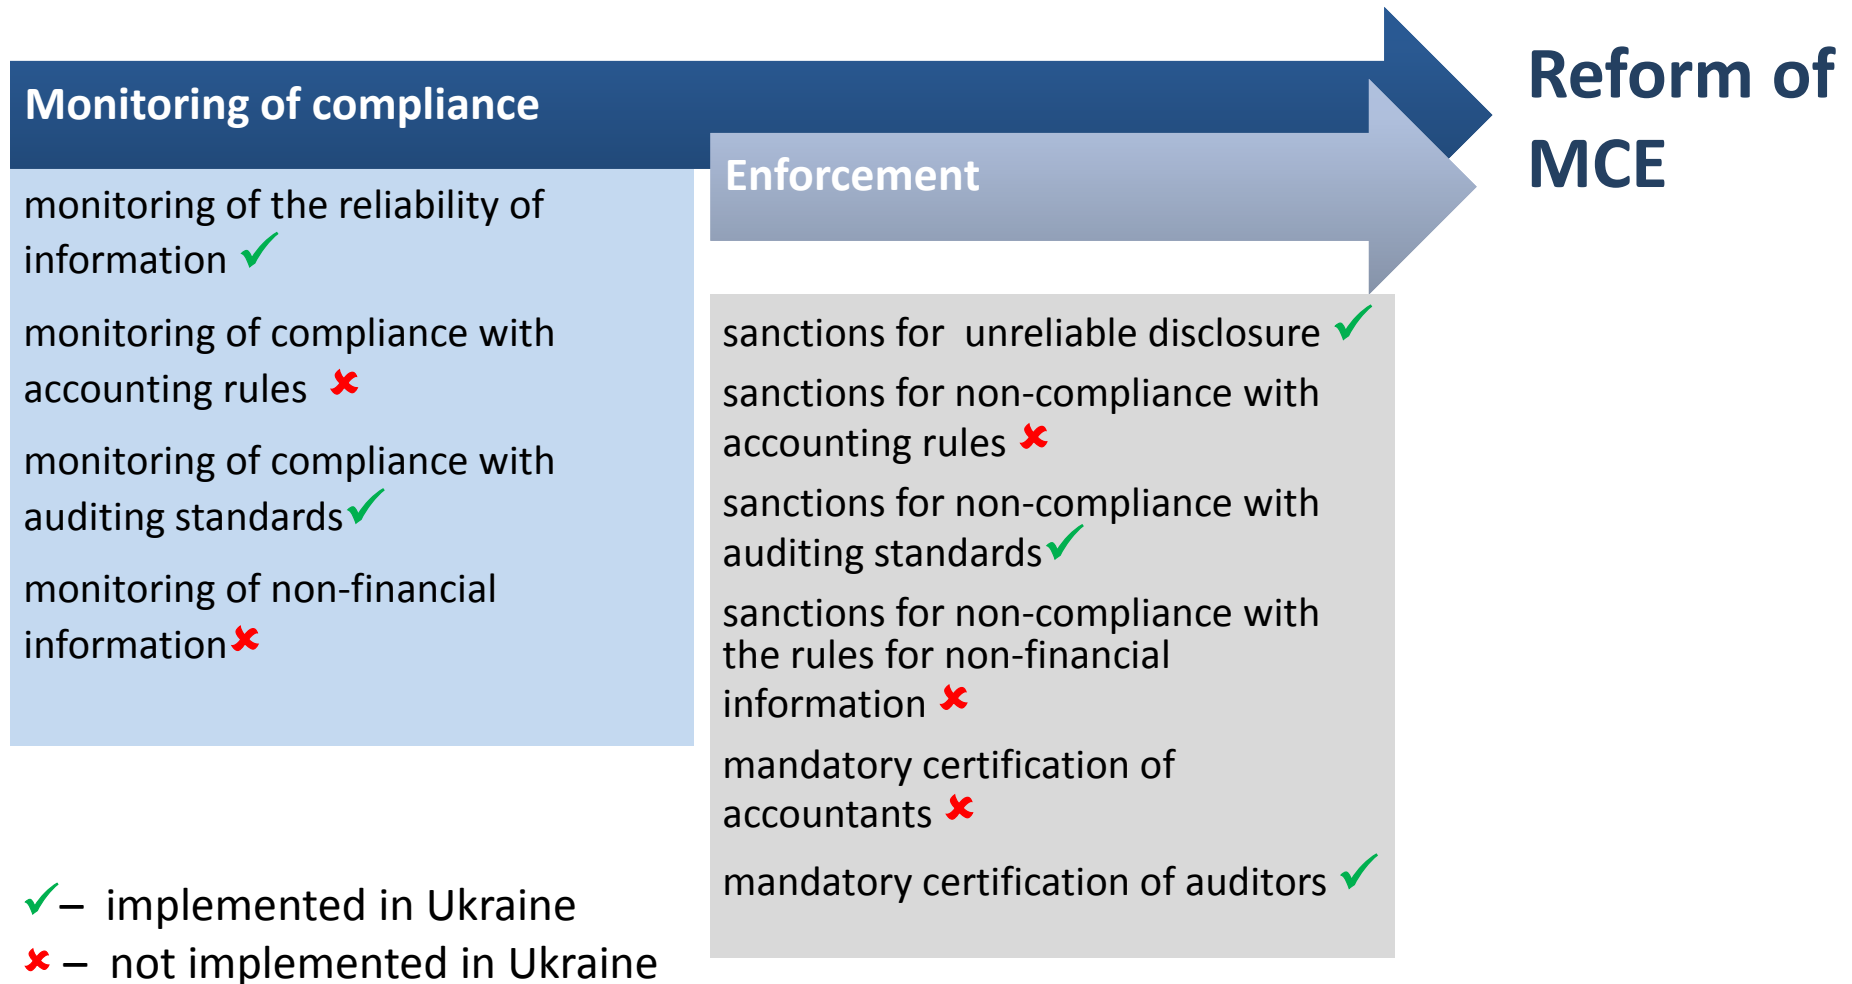 Reform of
MCE
Monitoring of compliance
monitoring of the reliability of
information ✓
monitoring of compliance with
accounting rules ✘
monitoring of compliance with
auditing standards ✓
monitoring of non-financial
information ✘
Enforcement
sanctions for unreliable disclosure ✓
sanctions for non-compliance with
accounting rules ✘
sanctions for non-compliance with
auditing standards ✓
sanctions for non-compliance with
the rules for non-financial
information ✘
mandatory certification of
accountants ✘
mandatory certification of auditors ✓
✓ – implemented in Ukraine
✘ – not implemented in Ukraine